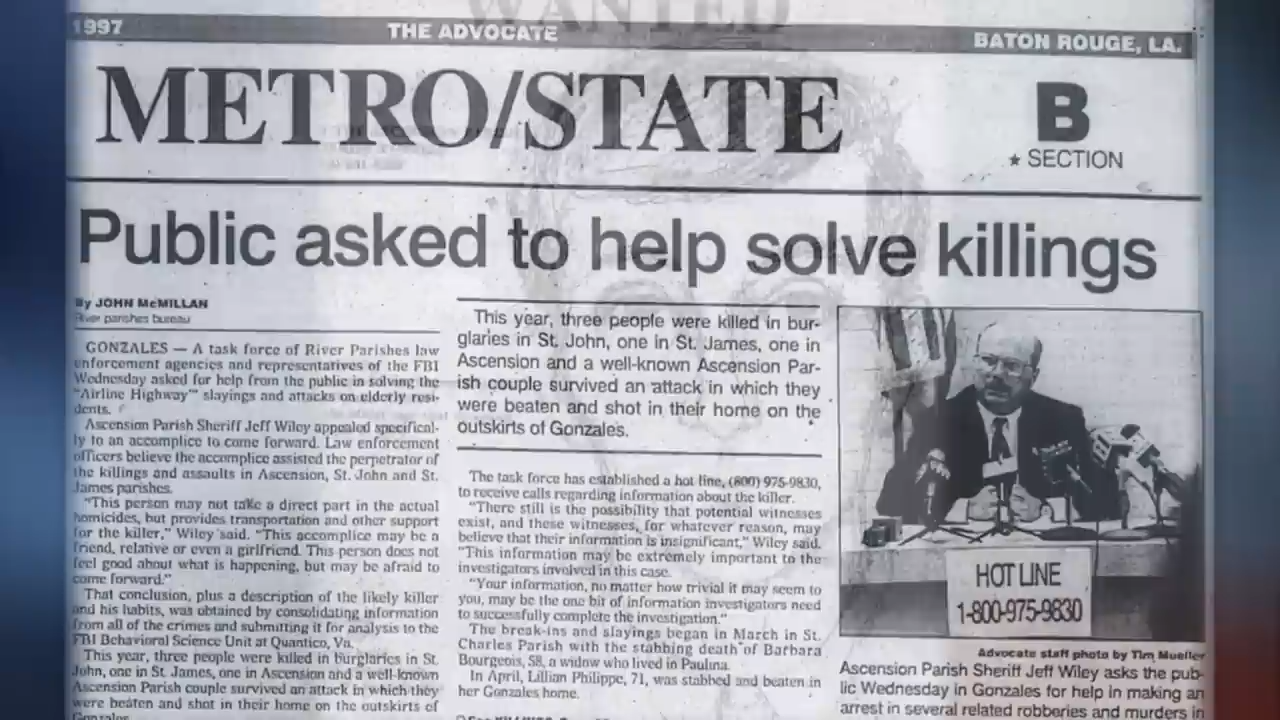 WANTED
1997
THE ADVOCATE
BATON ROUGE, LA.
METRO/STATE
B
★ SECTION
Public asked to help solve killings
By JOHN McMILLAN
River parishes bureau
GONZALES — A task force of River Parishes law
enforcement agencies and representatives of the FBI
Wednesday asked for help from the public in solving the
"Airline Highway" slayings and attacks on elderly resi-
dents.
Ascension Parish Sheriff Jeff Wiley appealed specifical-
ly to an accomplice to come forward. Law enforcement
officers believe the accomplice assisted the perpetrator of
the killings and assaults in Ascension, St. John and St.
James parishes.
"This person may not take a direct part in the actual
homicides, but provides transportation and other support
for the killer," Wiley said. "This accomplice may be a
friend, relative or even a girlfriend. This person does not
feel good about what is happening, but may be afraid to
come forward."
That conclusion, plus a description of the likely killer
and his habits, was obtained by consolidating information
from all of the crimes and submitting it for analysis to the
FBI Behavioral Science Unit at Quantico, Va.
This year, three people were killed in burglaries in St.
John, one in St. James, one in Ascension and a well-known
Ascension Parish couple survived an attack in which they
were beaten and shot in their home on the outskirts of
Gonzales.
This year, three people were killed in bur-
glaries in St. John, one in St. James, one in
Ascension and a well-known Ascension Par-
ish couple survived an attack in which they
were beaten and shot in their home on the
outskirts of Gonzales.
The task force has established a hot line, (800) 975-9830,
to receive calls regarding information about the killer.
"There still is the possibility that potential witnesses
exist, and these witnesses, for whatever reason, may
believe that their information is insignificant," Wiley said.
"This information may be extremely important to the
investigators involved in this case.
"Your information, no matter how trivial it may seem to
you, may be the one bit of information investigators need
to successfully complete the investigation."
The break-ins and slayings began in March in St.
Charles Parish with the stabbing death of Barbara
Bourgeois, 58, a widow who lived in Paulina.
In April, Lillian Philippe, 71, was stabbed and beaten in
her Gonzales home.
HOT LINE
1-800-975-9830
Advocate staff photo by Tim Mueller
Ascension Parish Sheriff Jeff Wiley asks the pub-
lic Wednesday in Gonzales for help in making an
arrest in several related robberies and murders in